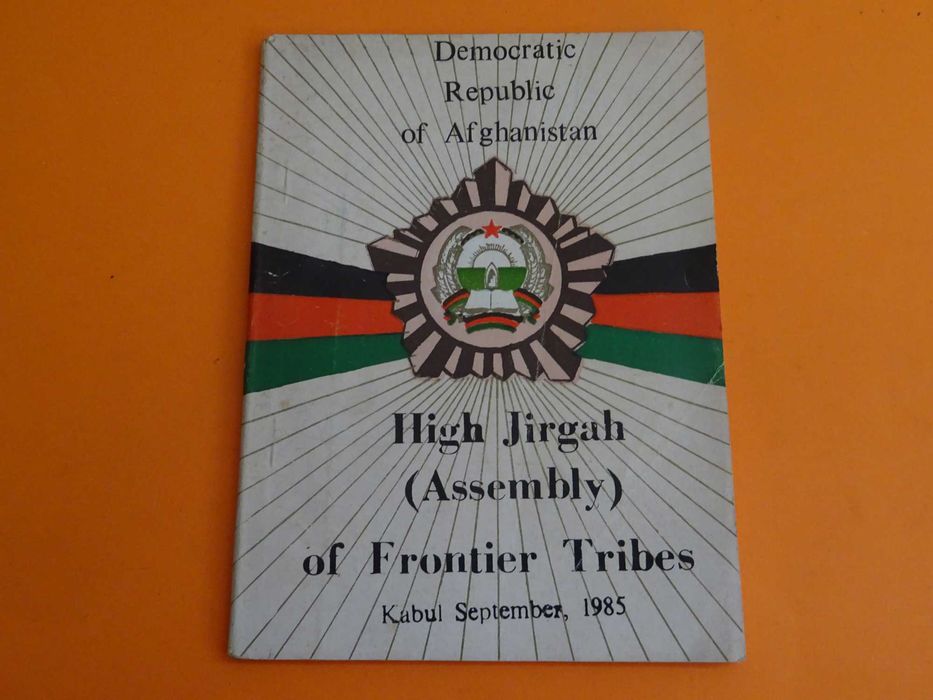 Democratic
Republic
of Afghanistan
High Jirgah
(Assembly)
of Frontier Tribes
Kabul September, 1985